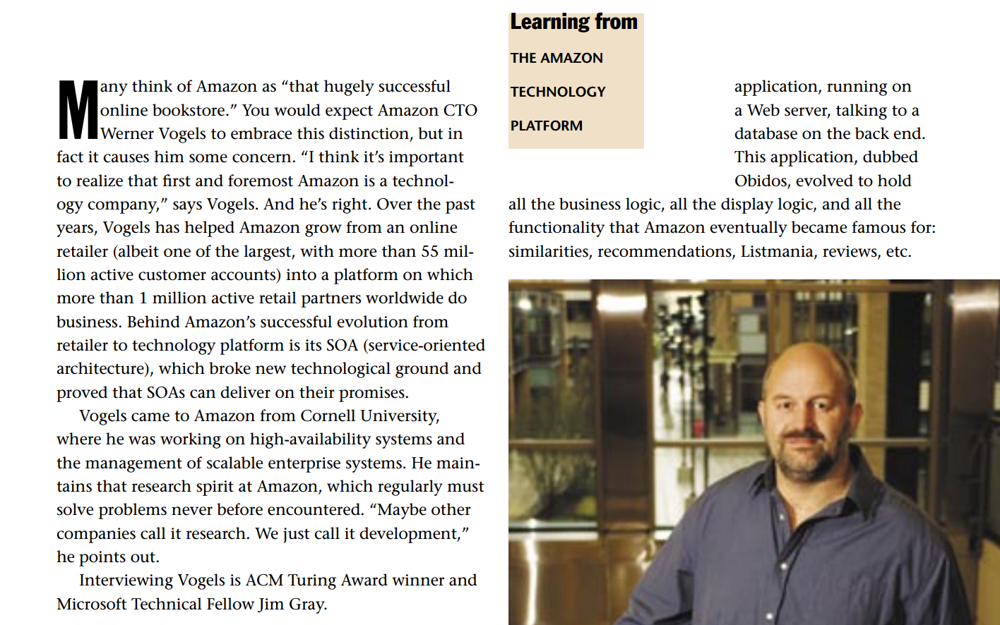 Many think of Amazon as “that hugely successful
online bookstore.” You would expect Amazon CTO
Werner Vogels to embrace this distinction, but in
fact it causes him some concern. “I think it’s important
to realize that first and foremost Amazon is a technol-
ogy company,” says Vogels. And he’s right. Over the past
years, Vogels has helped Amazon grow from an online
retailer (albeit one of the largest, with more than 55 mil-
lion active customer accounts) into a platform on which
more than 1 million active retail partners worldwide do
business. Behind Amazon’s successful evolution from
retailer to technology platform is its SOA (service-oriented
architecture), which broke new technological ground and
proved that SOAs can deliver on their promises.
Vogels came to Amazon from Cornell University,
where he was working on high-availability systems and
the management of scalable enterprise systems. He main-
tains that research spirit at Amazon, which regularly must
solve problems never before encountered. “Maybe other
companies call it research. We just call it development,”
he points out.
Interviewing Vogels is ACM Turing Award winner and
Microsoft Technical Fellow Jim Gray.
Learning from
THE AMAZON
TECHNOLOGY
PLATFORM
application, running on
a Web server, talking to a
database on the back end.
This application, dubbed
Obidos, evolved to hold
all the business logic, all the display logic, and all the
functionality that Amazon eventually became famous for:
similarities, recommendations, Listmania, reviews, etc.